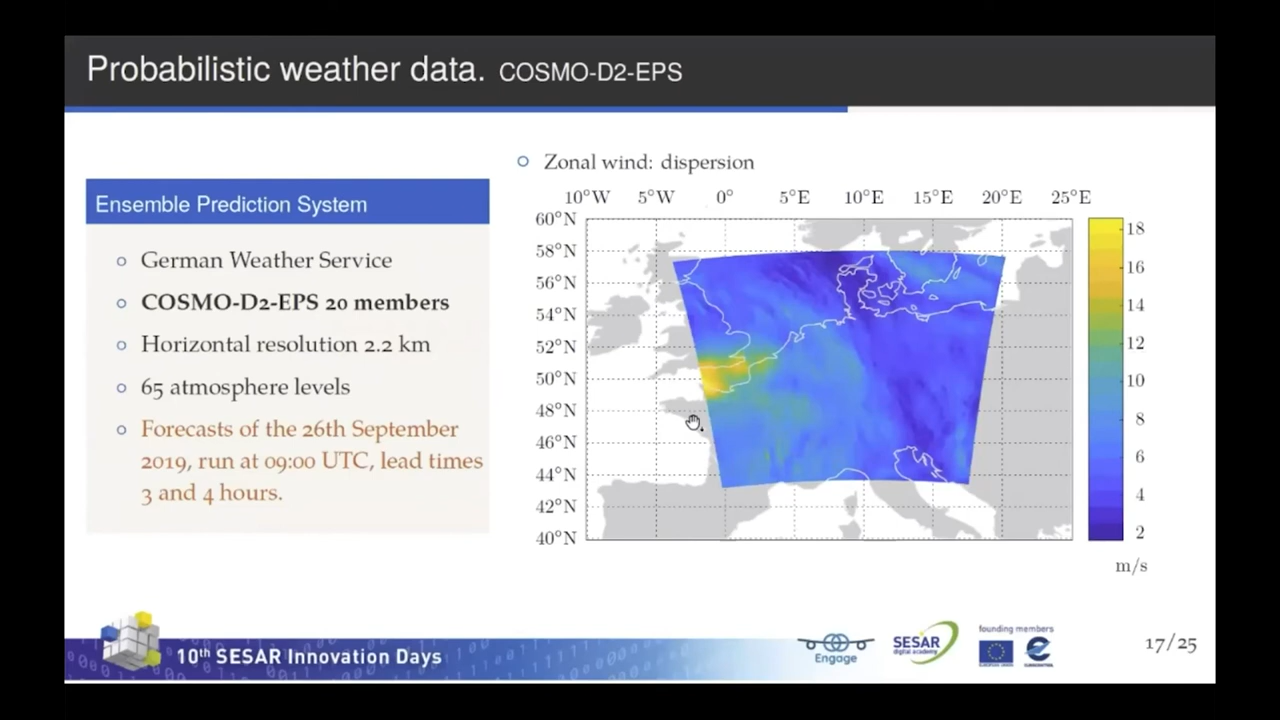 Probabilistic weather data. COSMO-D2-EPS
Ensemble Prediction System
German Weather Service
COSMO-D2-EPS 20 members
Horizontal resolution 2.2 km
65 atmosphere levels
Forecasts of the 26th September
2019, run at 09:00 UTC, lead times
3 and 4 hours.
Zonal wind: dispersion
10°W 5°W 0° 5°E 10°E 15°E 20°E 25°E
60°N
58°N
56°N
54°N
52°N
50°N
48°N
46°N
44°N
42°N
40°N
18
16
14
12
10
8
6
4
2
m/s
10th SESAR Innovation Days
Engage
SESAR
digital academy
founding members
EUROPEAN UNION
EUROCONTROL
17/25